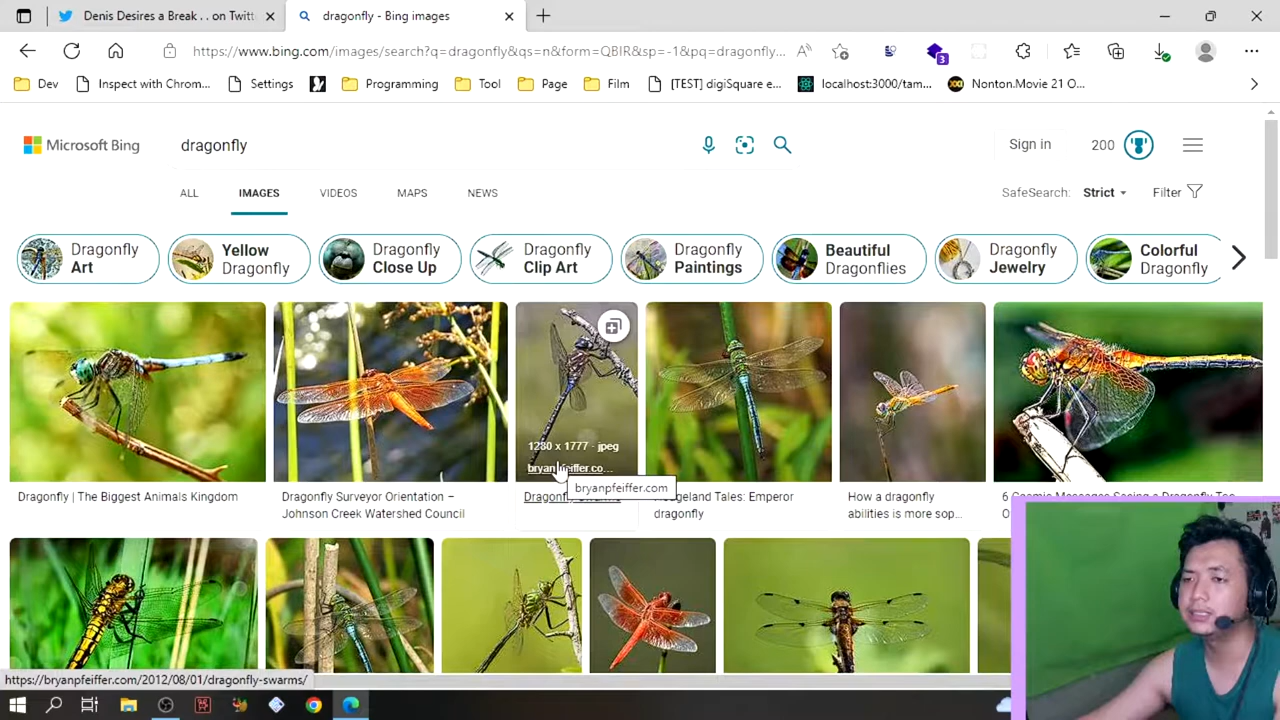 Denis Desires a Break . . on Twitt
dragonfly - Bing images
https://www.bing.com/images/search?q=dragonfly&qs=n&form=QBIR&sp=-1&pq=dragonfly...
3
Dev
Inspect with Chrom...
Settings
Programming
Tool
Page
Film
[TEST] digiSquare e...
localhost:3000/tam...
Nonton.Movie 21 O...
Microsoft Bing
dragonfly
Sign in
200
ALL
IMAGES
VIDEOS
MAPS
NEWS
SafeSearch: Strict
Filter
Dragonfly
Art
Yellow
Dragonfly
Dragonfly
Close Up
Dragonfly
Clip Art
Dragonfly
Paintings
Beautiful
Dragonflies
Dragonfly
Jewelry
Colorful
Dragonfly
1280 x 1777 · jpeg
bryanpfeiffer.co...
bryanpfeiffer.com
Dragonfly | The Biggest Animals Kingdom
Dragonfly Surveyor Orientation –
Johnson Creek Watershed Council
Tales: Emperor
dragonfly
How a dragonfly
abilities is more sop...
https://bryanpfeiffer.com/2012/08/01/dragonfly-swarms/